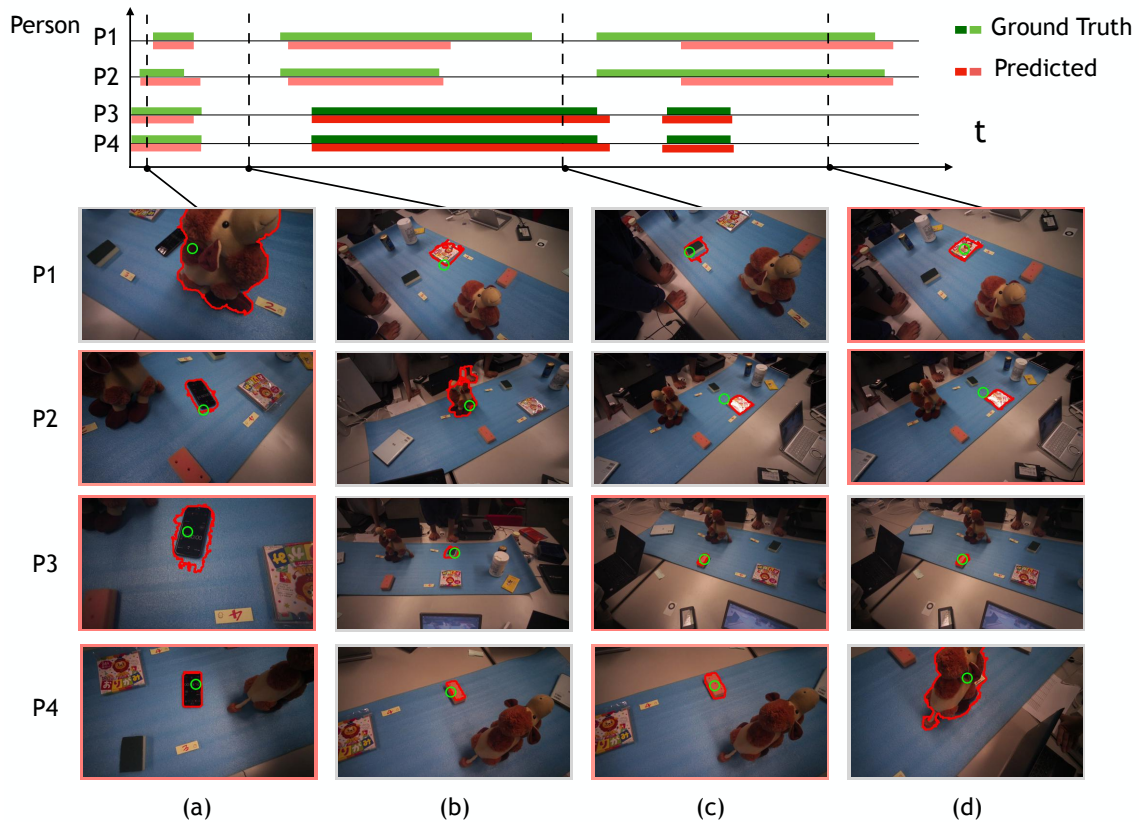 Person
P1
P2
P3
P4
Ground Truth
Predicted
t
P1
P2
P3
P4
(a)
(b)
(c)
(d)